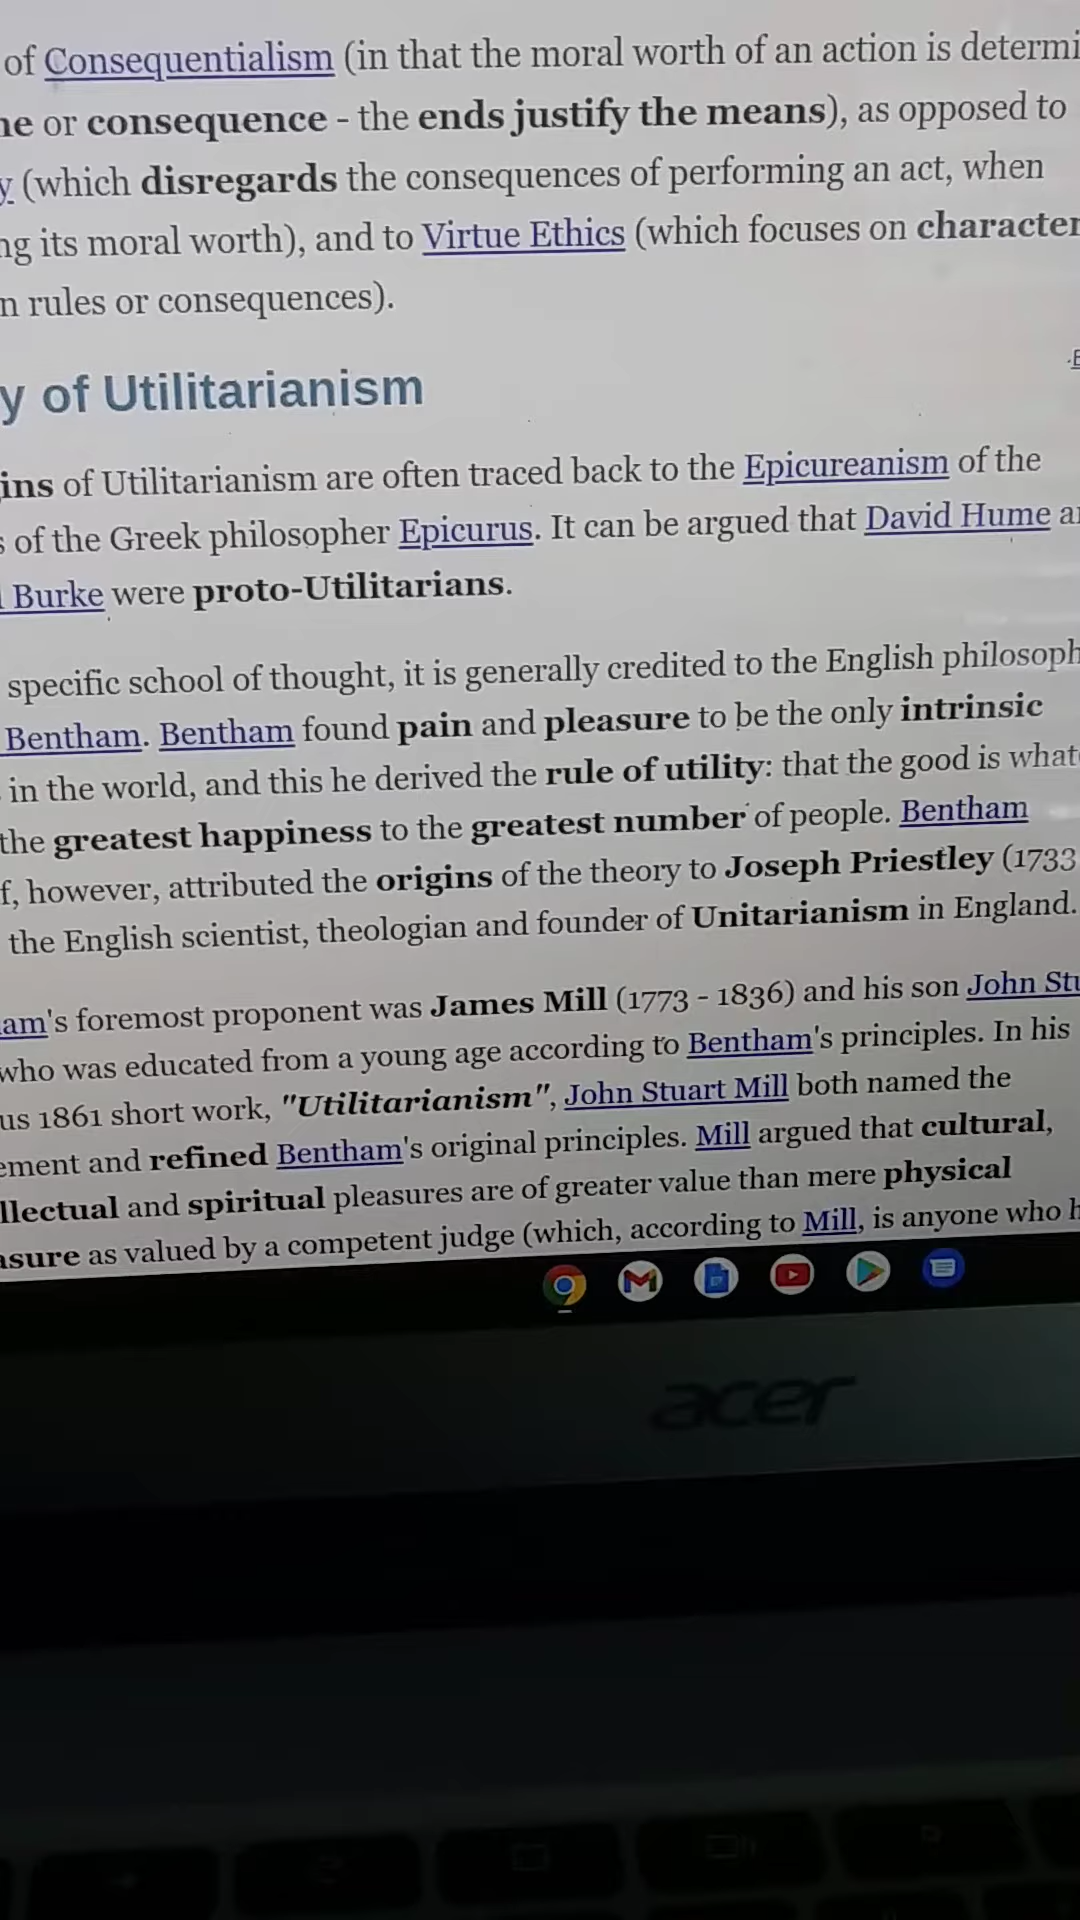 of Consequentialism (in that the moral worth of an action is determi
ne or consequence - the ends justify the means), as opposed to
y (which disregards the consequences of performing an act, when
ng its moral worth), and to Virtue Ethics (which focuses on character
n rules or consequences).
y of Utilitarianism
ins of Utilitarianism are often traced back to the Epicureanism of the
s of the Greek philosopher Epicurus. It can be argued that David Hume an
Burke were proto-Utilitarians.
specific school of thought, it is generally credited to the English philosoph
Bentham. Bentham found pain and pleasure to be the only intrinsic
in the world, and this he derived the rule of utility: that the good is what
the greatest happiness to the greatest number of people. Bentham
f, however, attributed the origins of the theory to Joseph Priestley (1733
the English scientist, theologian and founder of Unitarianism in England.
am's foremost proponent was James Mill (1773 - 1836) and his son John Stu
who was educated from a young age according to Bentham's principles. In his
us 1861 short work, "Utilitarianism", John Stuart Mill both named the
ement and refined Bentham's original principles. Mill argued that cultural,
llectual and spiritual pleasures are of greater value than mere physical
asure as valued by a competent judge (which, according to Mill, is anyone who h
acer